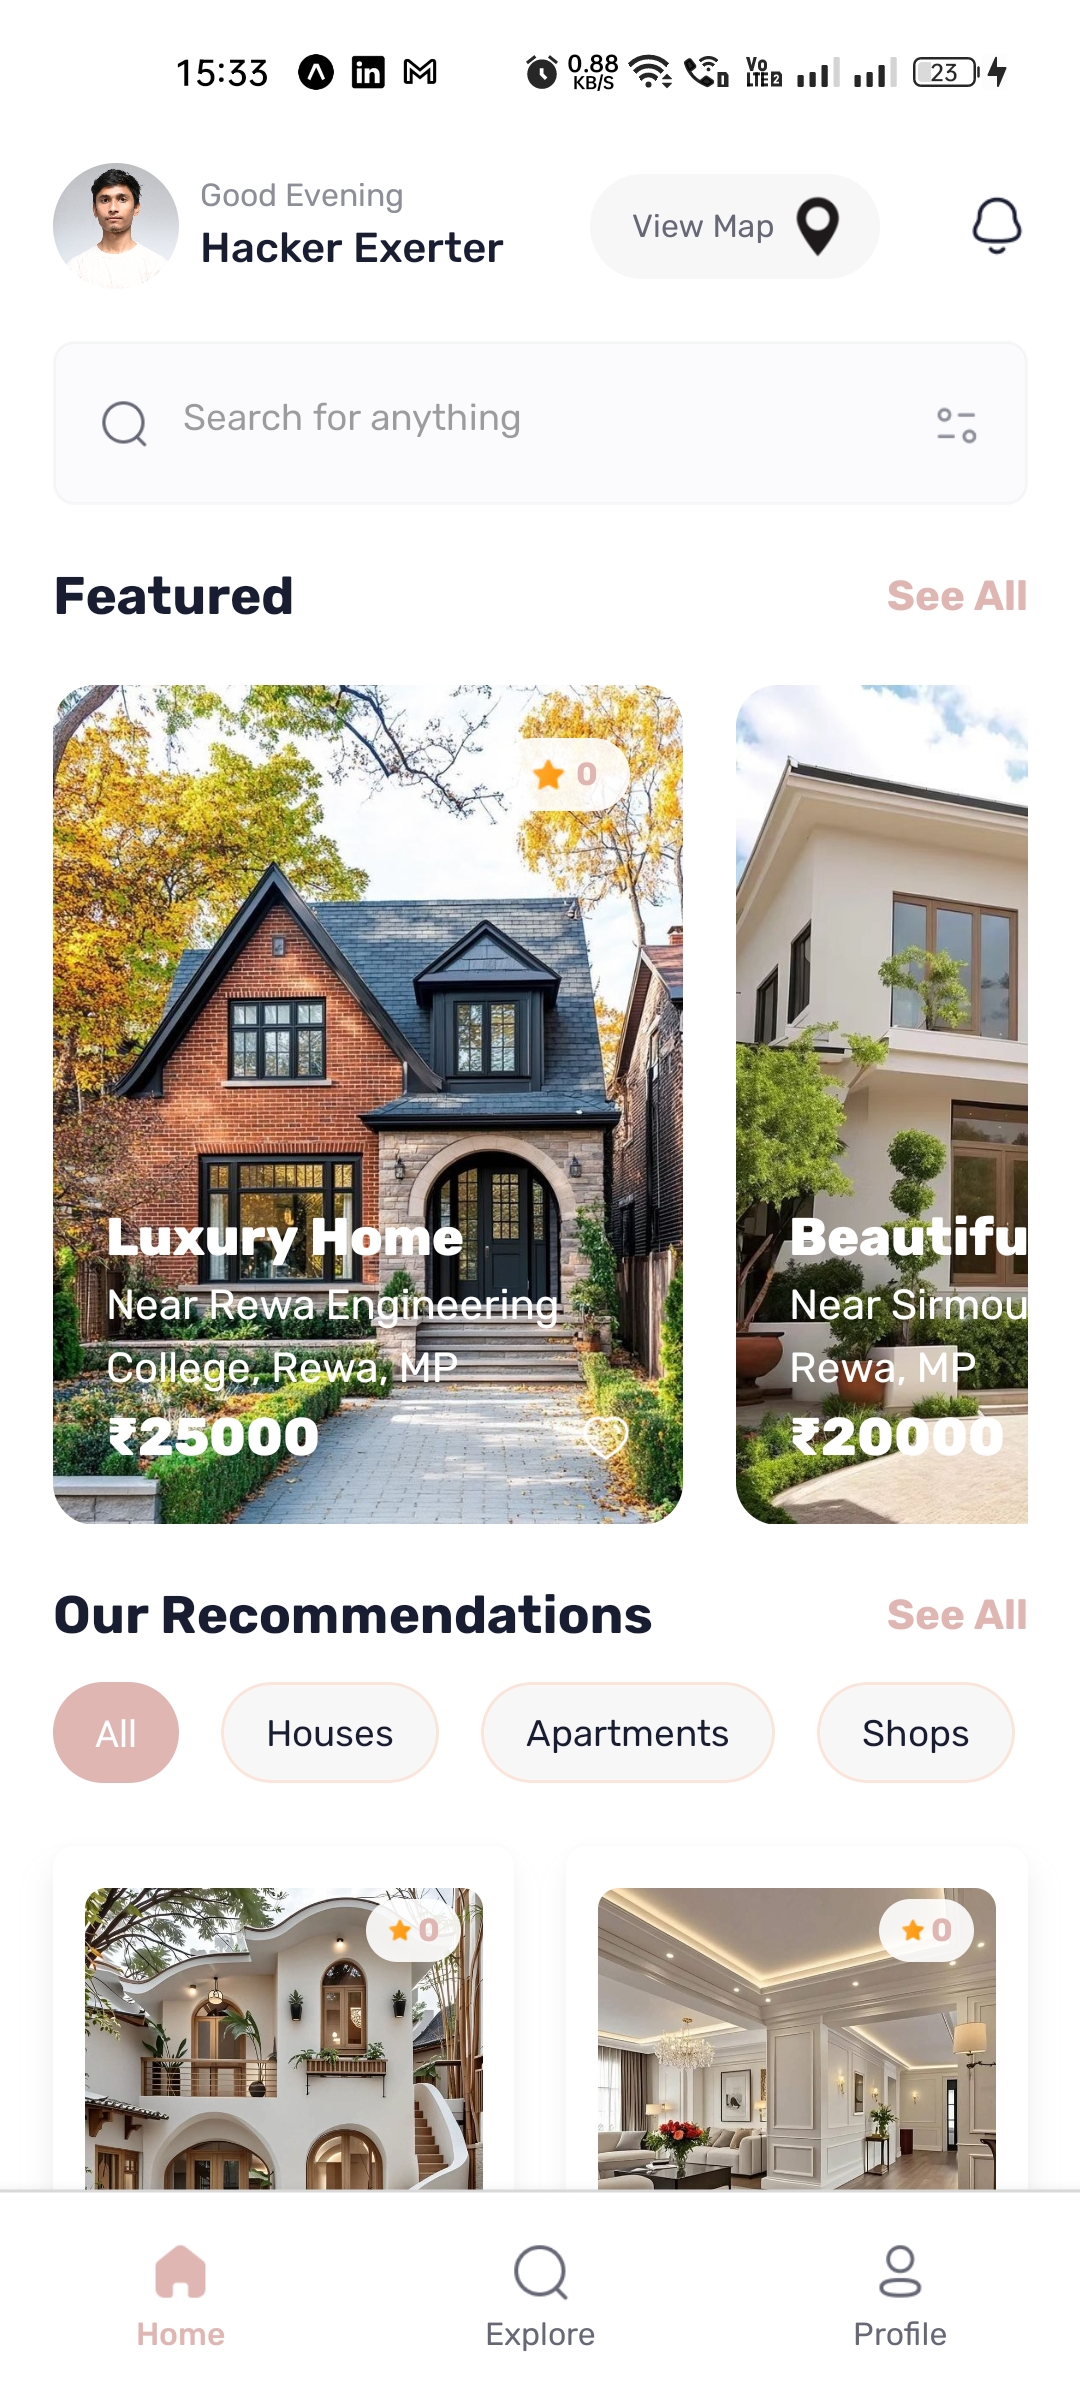 15:33
0.88
KB/S
Vo
LTE2
23
Good Evening
Hacker Exerter
View Map
Search for anything
Featured
See All
0
Luxury Home
Near Rewa Engineering
College, Rewa, MP
₹25000
Beautifu
Near Sirmou
Rewa, MP
₹20000
Our Recommendations
See All
All
Houses
Apartments
Shops
0
0
Home
Explore
Profile